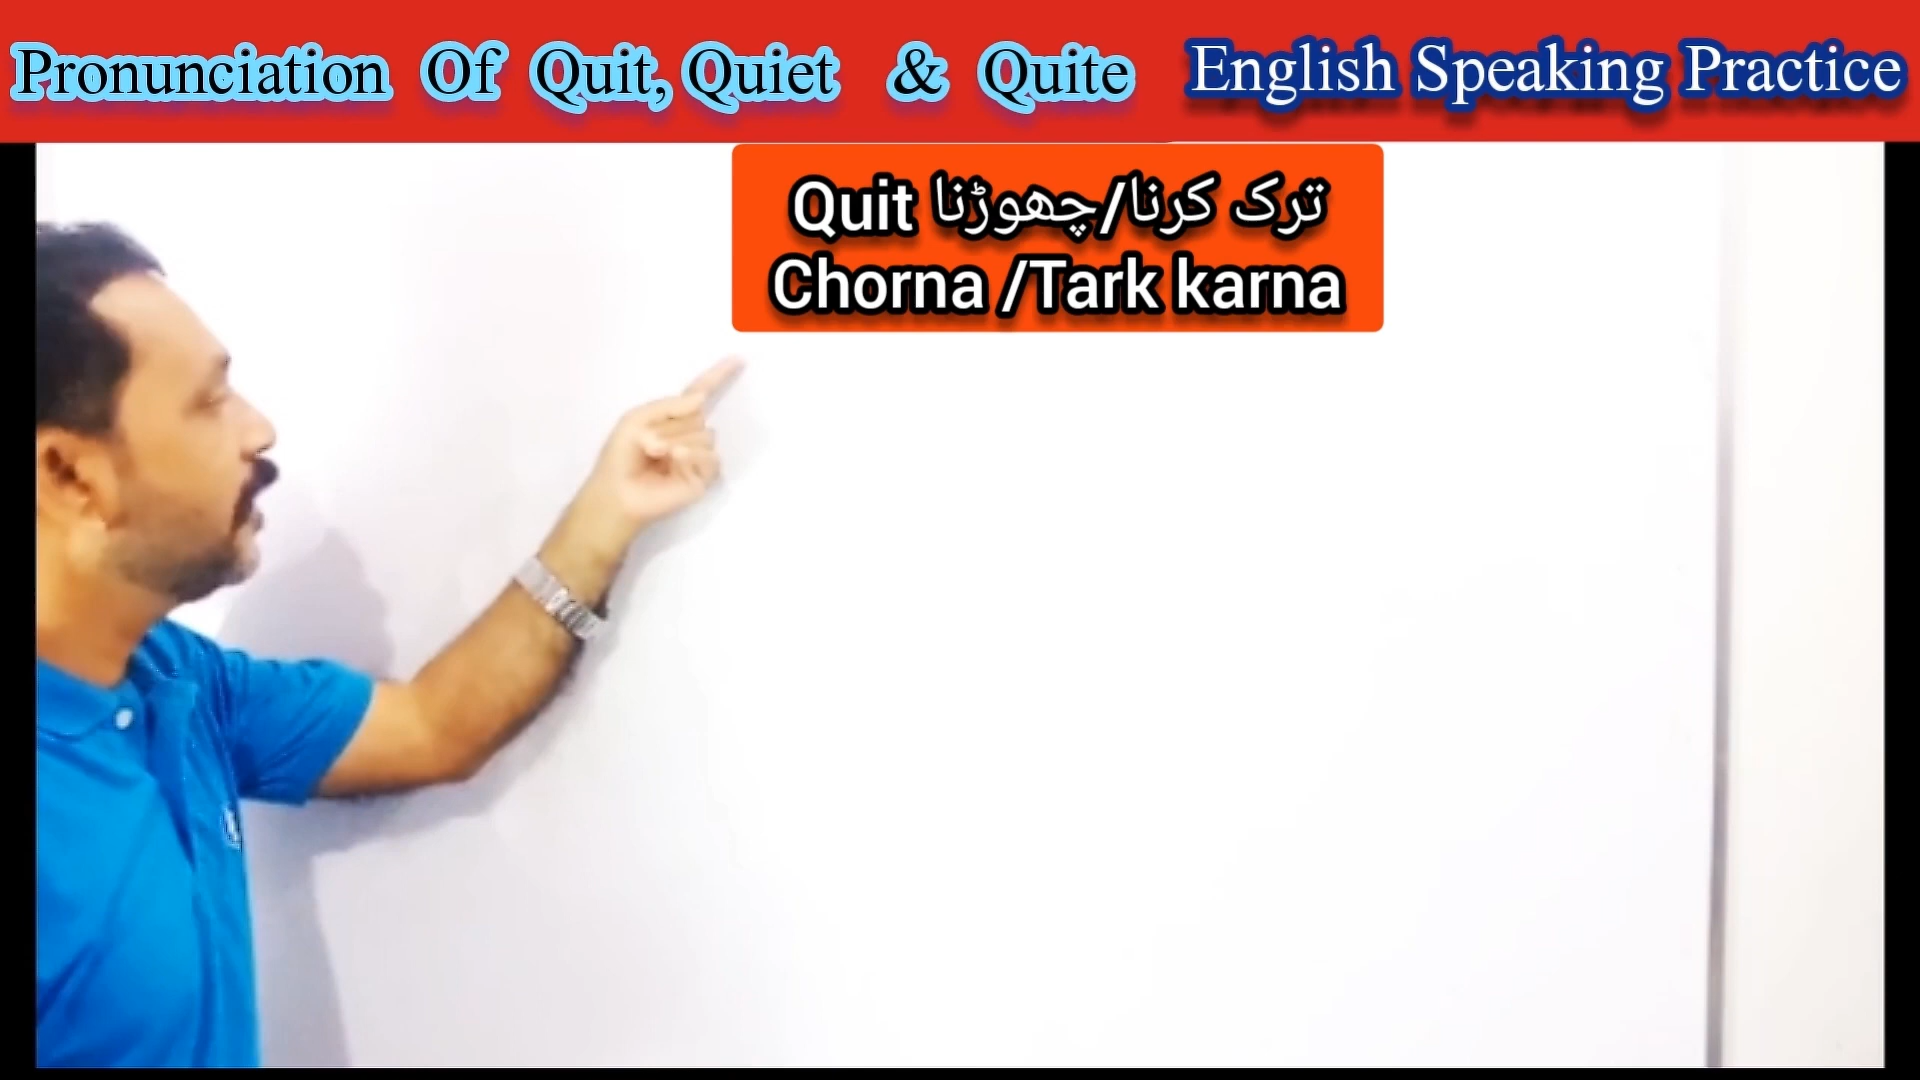 Pronunciation Of Quit, Quiet & Quite English Speaking Practice
Quit چھوڑنا/ترک کرنا
Chorna /Tark karna